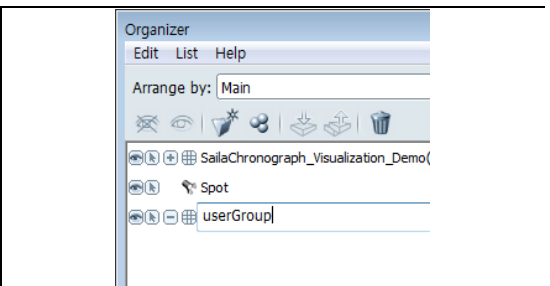 Organizer
Edit List Help
Arrange by: Main
SailaChronograph_Visualization_Demo(
Spot
userGroup